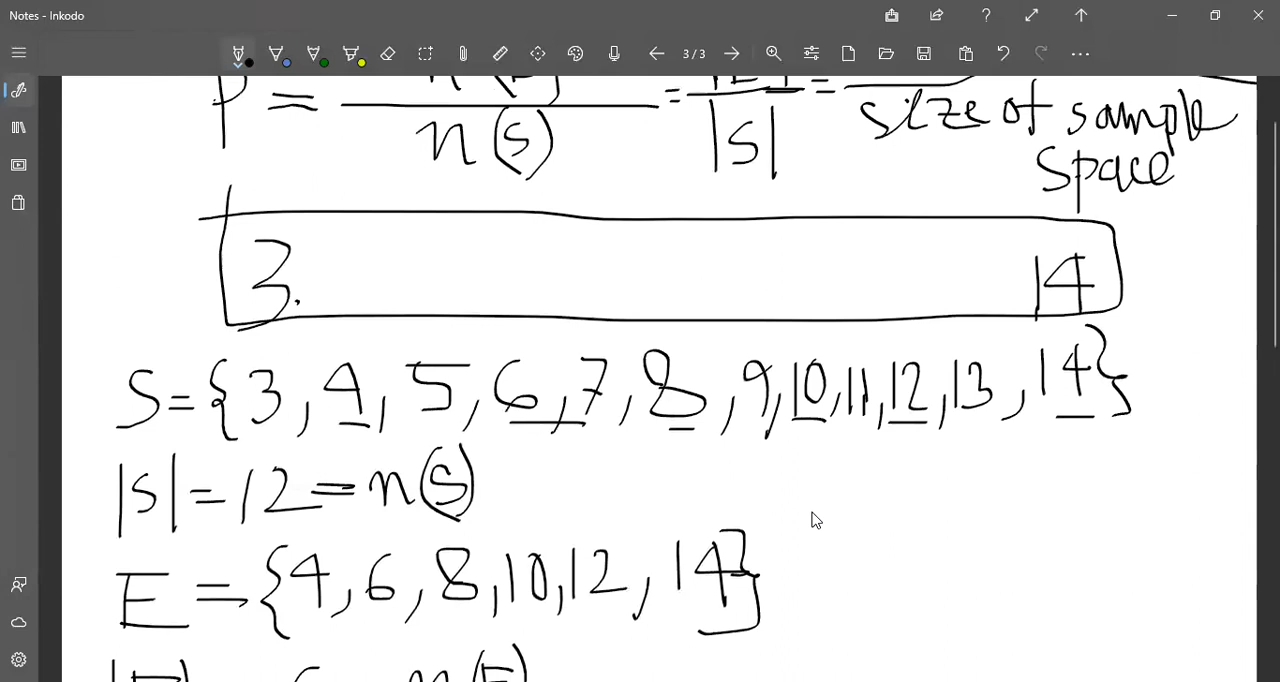 Notes - Inkodo
3/3
P = n(E) / n(S) = |E| / |S| = / size of sample
space
3. 14
S = {3, 4, 5, 6, 7, 8, 9, 10, 11, 12, 13, 14}
|S| = 12 = n(S)
E = {4, 6, 8, 10, 12, 14}
|E| = 6 = n(E)